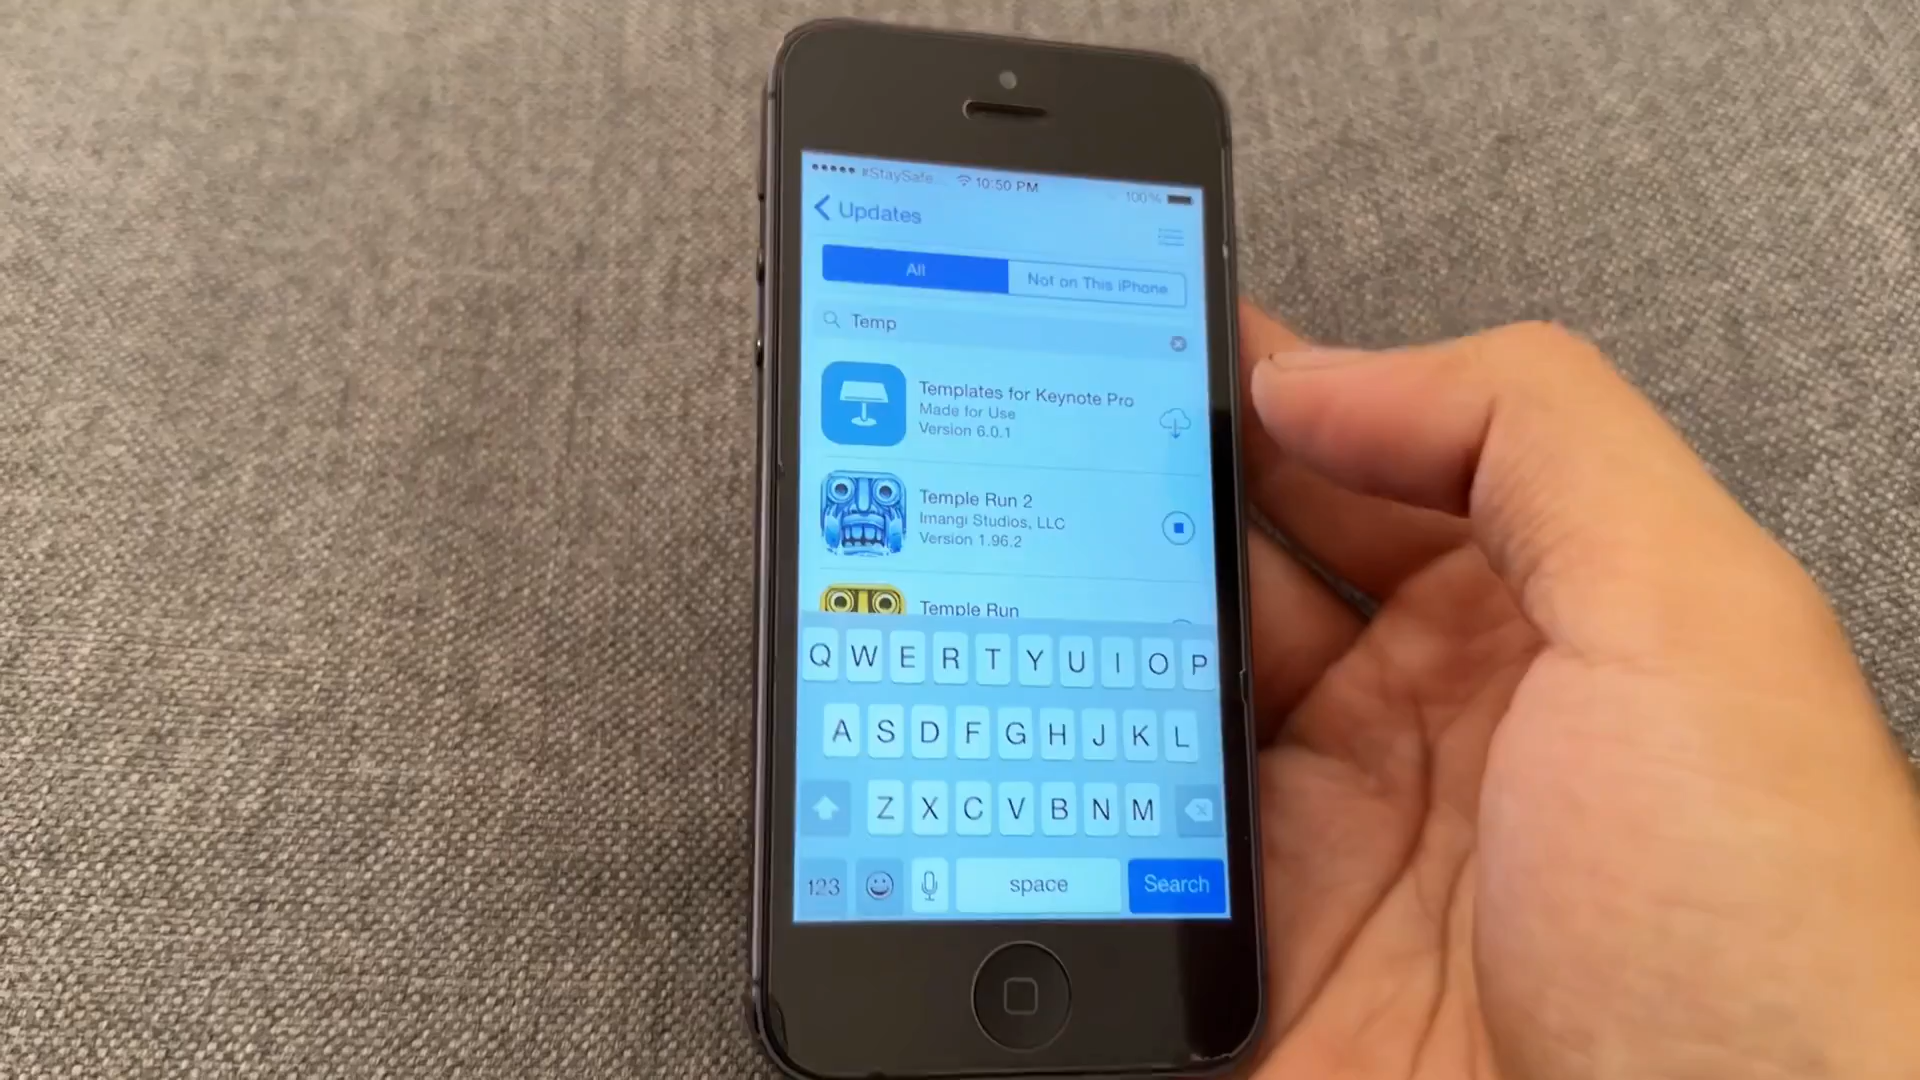 #StaySafe... 10:50 PM 100%
Updates
All Not on This iPhone
Temp
Templates for Keynote Pro
Made for Use
Version 6.0.1
Temple Run 2
Imangi Studios, LLC
Version 1.96.2
Temple Run
Q W E R T Y U I O P
A S D F G H J K L
Z X C V B N M
123 space Search